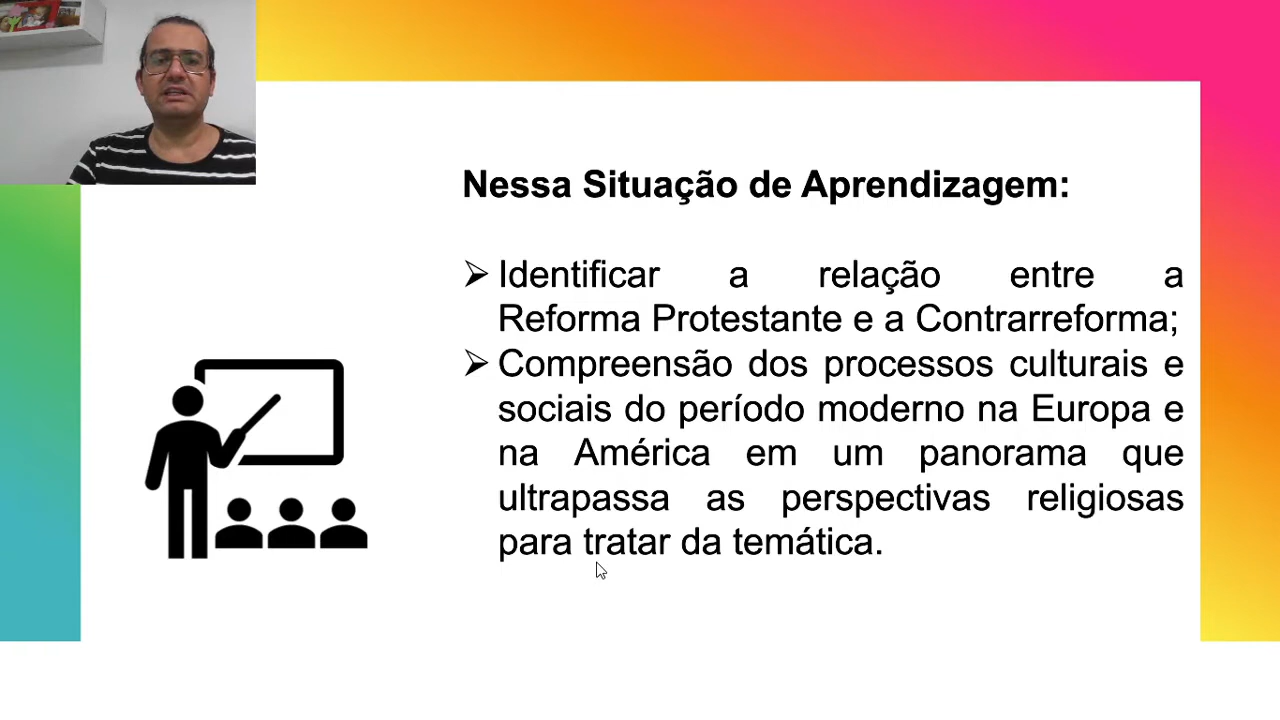 Nessa Situação de Aprendizagem:
➢ Identificar a relação entre a
Reforma Protestante e a Contrarreforma;
➢ Compreensão dos processos culturais e
sociais do período moderno na Europa e
na América em um panorama que
ultrapassa as perspectivas religiosas
para tratar da temática.